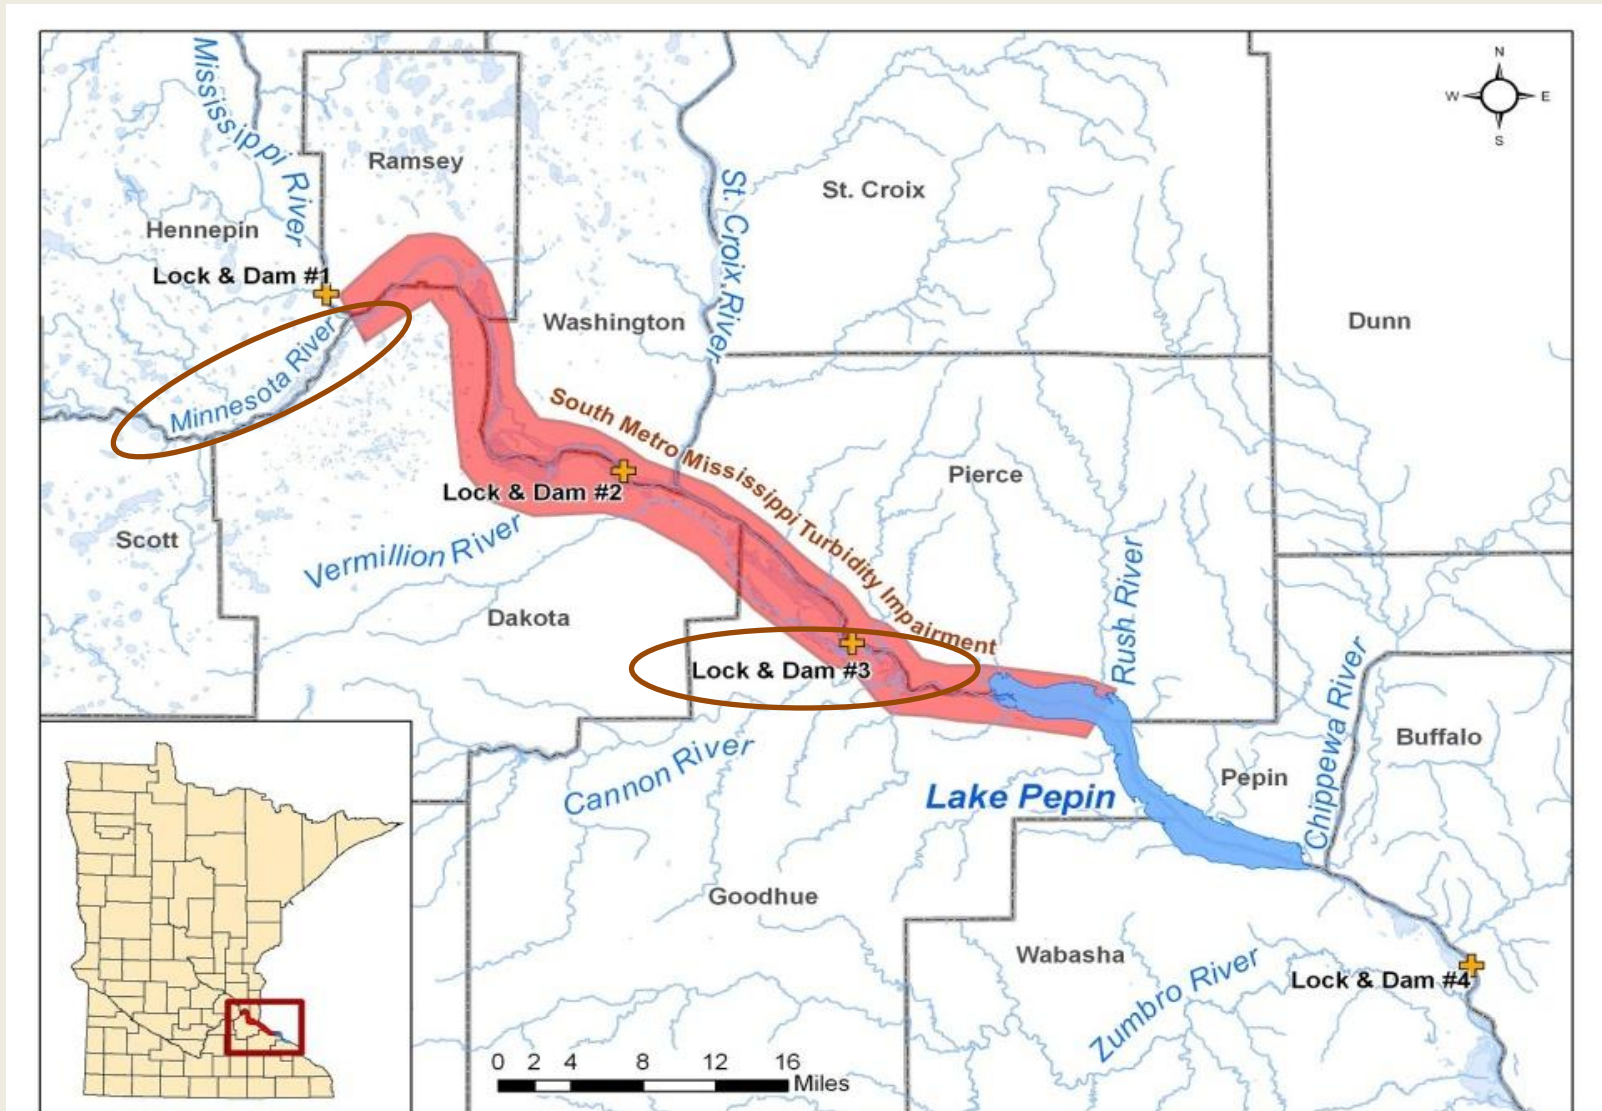 Mississippi River
N
W E
S
Ramsey
St. Croix
St. Croix River
Hennepin
Lock & Dam #1
Washington
Dunn
Minnesota River
South Metro Mississippi Turbidity Impairment
Pierce
Lock & Dam #2
Scott
Vermillion River
Rush River
Dakota
Lock & Dam #3
Chippewa River
Buffalo
Cannon River
Pepin
Lake Pepin
Goodhue
Wabasha
Zumbro River
Lock & Dam #4
0 2 4 8 12 16
Miles